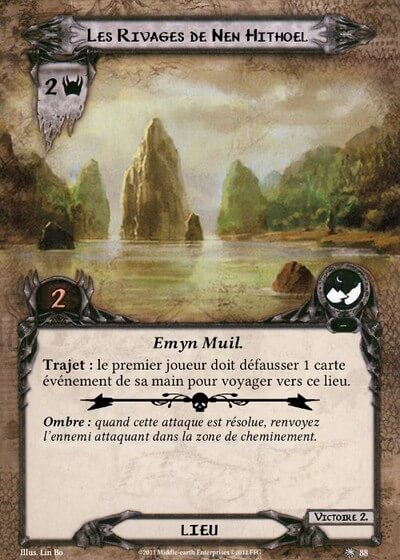 Les Rivages de Nen Hithoel
2
2
-
Emyn Muil.
Trajet : le premier joueur doit défausser 1 carte
événement de sa main pour voyager vers ce lieu.
Ombre : quand cette attaque est résolue, renvoyez
l'ennemi attaquant dans la zone de cheminement.
Victoire 2.
LIEU
Illus. Lin Bo
©2011 Middle-earth Enterprises ©2011 FFG
88